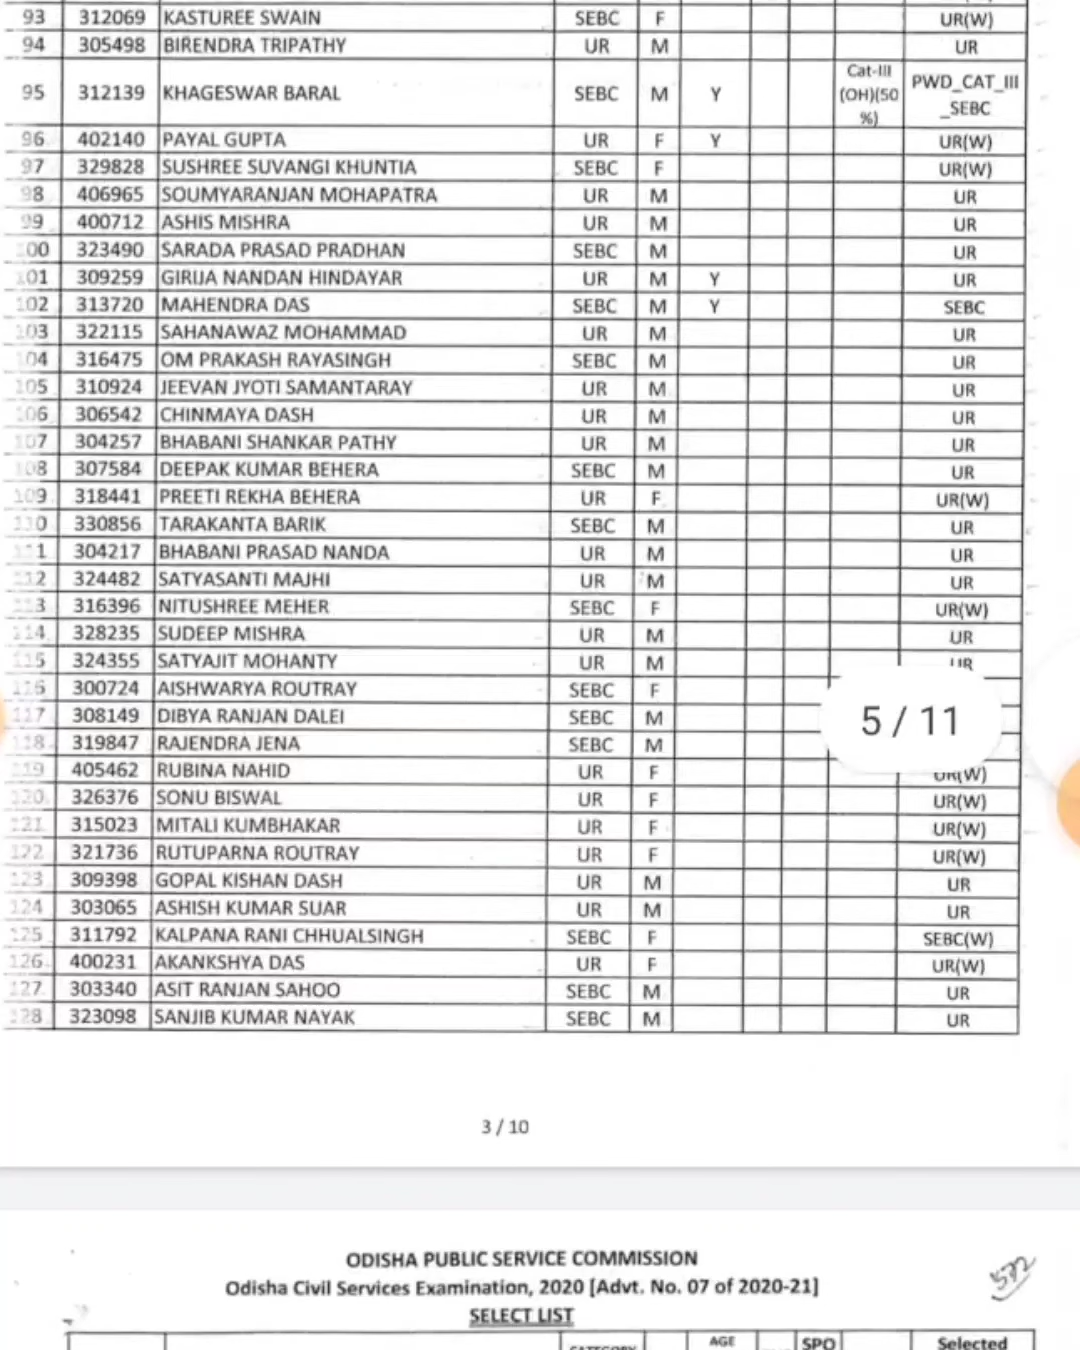 93 312069 KASTUREE SWAIN SEBC F UR(W)
94 305498 BIRENDRA TRIPATHY UR M UR
95 312139 KHAGESWAR BARAL SEBC M Y Cat-III (OH)(50 %) PWD_CAT_III _SEBC
96 402140 PAYAL GUPTA UR F Y UR(W)
97 329828 SUSHREE SUVANGI KHUNTIA SEBC F UR(W)
98 406965 SOUMYARANJAN MOHAPATRA UR M UR
99 400712 ASHIS MISHRA UR M UR
100 323490 SARADA PRASAD PRADHAN SEBC M UR
101 309259 GIRIJA NANDAN HINDAYAR UR M Y UR
102 313720 MAHENDRA DAS SEBC M Y SEBC
103 322115 SAHANAWAZ MOHAMMAD UR M UR
104 316475 OM PRAKASH RAYASINGH SEBC M UR
105 310924 JEEVAN JYOTI SAMANTARAY UR M UR
106 306542 CHINMAYA DASH UR M UR
107 304257 BHABANI SHANKAR PATHY UR M UR
108 307584 DEEPAK KUMAR BEHERA SEBC M UR
109 318441 PREETI REKHA BEHERA UR F UR(W)
110 330856 TARAKANTA BARIK SEBC M UR
111 304217 BHABANI PRASAD NANDA UR M UR
112 324482 SATYASANTI MAJHI UR M UR
113 316396 NITUSHREE MEHER SEBC F UR(W)
114 328235 SUDEEP MISHRA UR M UR
115 324355 SATYAJIT MOHANTY UR M UR
116 300724 AISHWARYA ROUTRAY SEBC F
117 308149 DIBYA RANJAN DALEI SEBC M
5 / 11
118 319847 RAJENDRA JENA SEBC M
119 405462 RUBINA NAHID UR F UR(W)
120 326376 SONU BISWAL UR F UR(W)
121 315023 MITALI KUMBHAKAR UR F UR(W)
122 321736 RUTUPARNA ROUTRAY UR F UR(W)
123 309398 GOPAL KISHAN DASH UR M UR
124 303065 ASHISH KUMAR SUAR UR M UR
125 311792 KALPANA RANI CHHUALSINGH SEBC F SEBC(W)
126 400231 AKANKSHYA DAS UR F UR(W)
127 303340 ASIT RANJAN SAHOO SEBC M UR
128 323098 SANJIB KUMAR NAYAK SEBC M UR
3 / 10
ODISHA PUBLIC SERVICE COMMISSION
Odisha Civil Services Examination, 2020 [Advt. No. 07 of 2020-21]
SELECT LIST
CATEGORY AGE SPO Selected